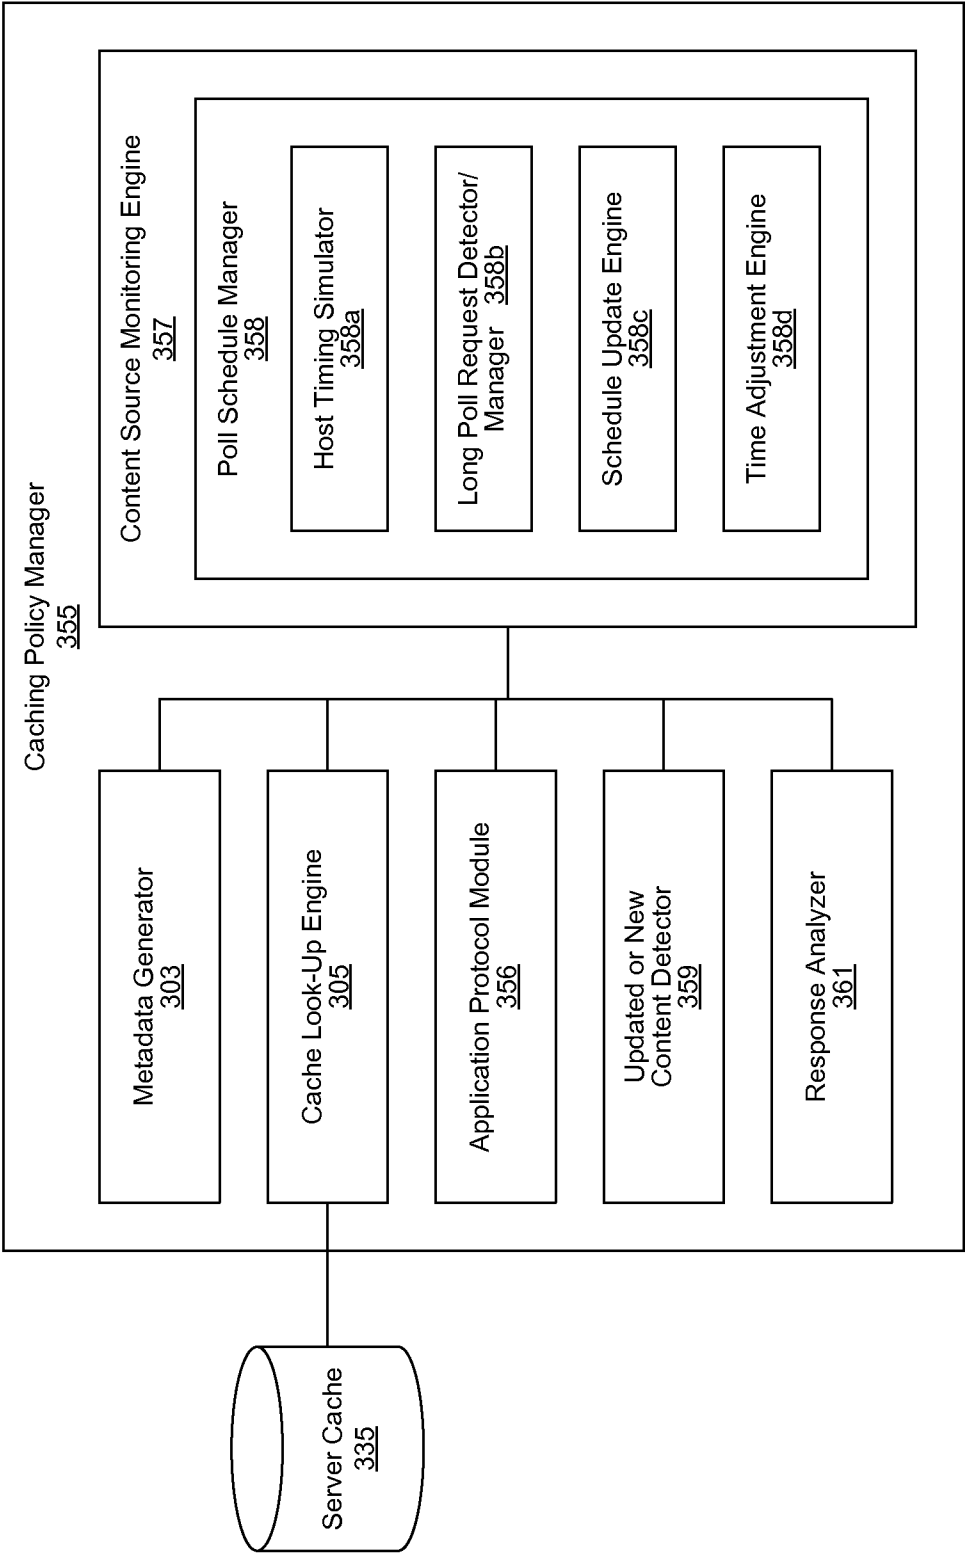 Caching Policy Manager
355
Server Cache
335
Metadata Generator
303
Cache Look-Up Engine
305
Application Protocol Module
356
Updated or New
Content Detector
359
Response Analyzer
361
Content Source Monitoring Engine
357
Poll Schedule Manager
358
Host Timing Simulator
358a
Long Poll Request Detector/
Manager 358b
Schedule Update Engine
358c
Time Adjustment Engine
358d